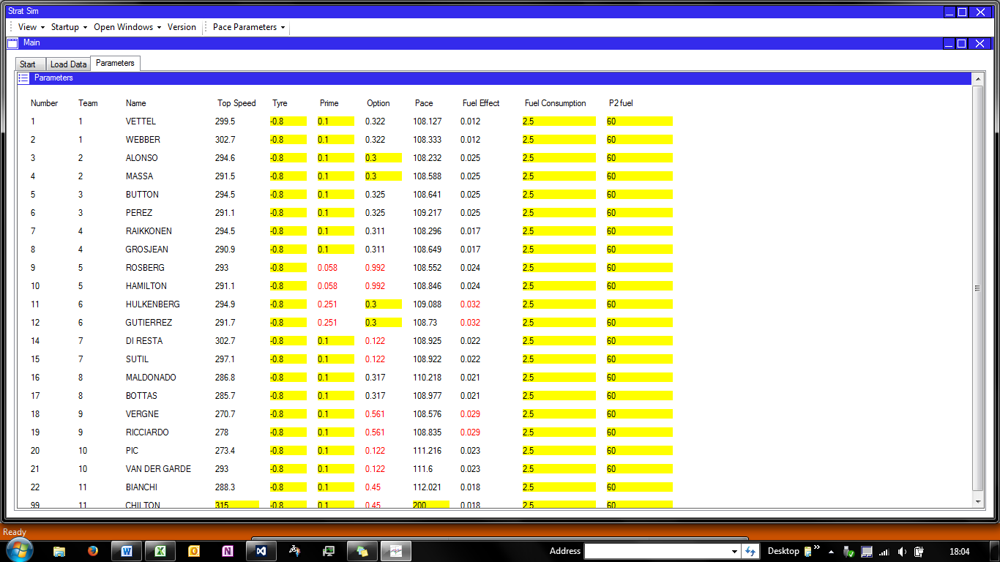 Strat Sim
View Startup Open Windows Version Pace Parameters
Main
Start Load Data Parameters
Parameters
Number Team Name Top Speed Tyre Prime Option Pace Fuel Effect Fuel Consumption P2 fuel
1 1 VETTEL 299.5 -0.8 0.1 0.322 108.127 0.012 2.5 60
2 1 WEBBER 302.7 -0.8 0.1 0.322 108.333 0.012 2.5 60
3 2 ALONSO 294.6 -0.8 0.1 0.3 108.232 0.025 2.5 60
4 2 MASSA 291.5 -0.8 0.1 0.3 108.588 0.025 2.5 60
5 3 BUTTON 294.5 -0.8 0.1 0.325 108.641 0.025 2.5 60
6 3 PEREZ 291.1 -0.8 0.1 0.325 109.217 0.025 2.5 60
7 4 RAIKKONEN 294.5 -0.8 0.1 0.311 108.296 0.017 2.5 60
8 4 GROSJEAN 290.9 -0.8 0.1 0.311 108.649 0.017 2.5 60
9 5 ROSBERG 293 -0.8 0.058 0.992 108.552 0.024 2.5 60
10 5 HAMILTON 291.1 -0.8 0.058 0.992 108.846 0.024 2.5 60
11 6 HULKENBERG 294.9 -0.8 0.251 0.3 109.088 0.032 2.5 60
12 6 GUTIERREZ 291.7 -0.8 0.251 0.3 108.73 0.032 2.5 60
14 7 DI RESTA 302.7 -0.8 0.1 0.122 108.925 0.022 2.5 60
15 7 SUTIL 297.1 -0.8 0.1 0.122 108.922 0.022 2.5 60
16 8 MALDONADO 286.8 -0.8 0.1 0.317 110.218 0.021 2.5 60
17 8 BOTTAS 285.7 -0.8 0.1 0.317 108.977 0.021 2.5 60
18 9 VERGNE 270.7 -0.8 0.1 0.561 108.576 0.029 2.5 60
19 9 RICCIARDO 278 -0.8 0.1 0.561 108.835 0.029 2.5 60
20 10 PIC 273.4 -0.8 0.1 0.122 111.216 0.023 2.5 60
21 10 VAN DER GARDE 293 -0.8 0.1 0.122 111.6 0.023 2.5 60
22 11 BIANCHI 288.3 -0.8 0.1 0.45 112.021 0.018 2.5 60
99 11 CHILTON 315 -0.8 0.1 0.45 200 0.018 2.5 60
Ready
Address Desktop 18:04